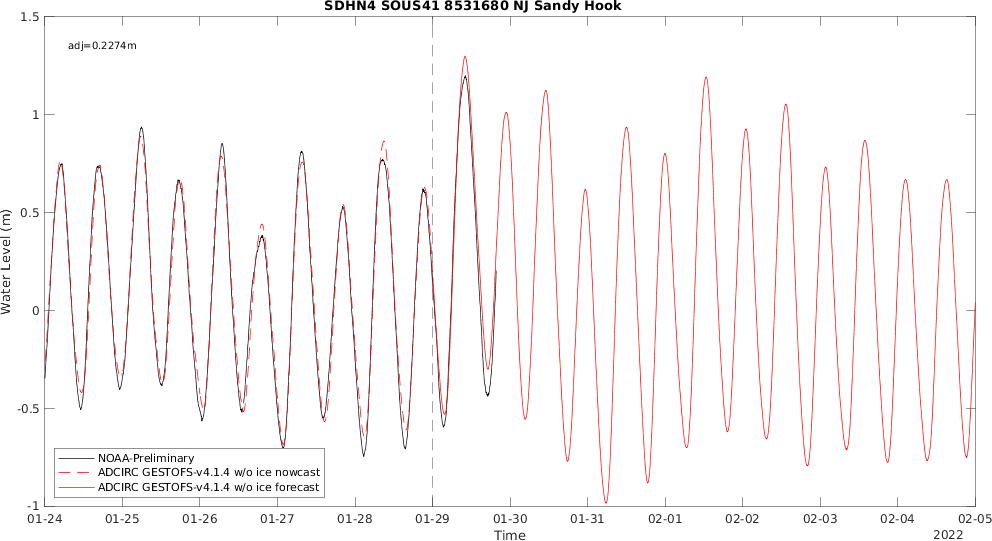 SDHN4 SOUS41 8531680 NJ Sandy Hook
adj=0.2274m
1.5
1
0.5
0
-0.5
-1
Water Level (m)
NOAA-Preliminary
ADCIRC GESTOFS-v4.1.4 w/o ice nowcast
ADCIRC GESTOFS-v4.1.4 w/o ice forecast
01-24 01-25 01-26 01-27 01-28 01-29 01-30 01-31 02-01 02-02 02-03 02-04 02-05
Time
2022